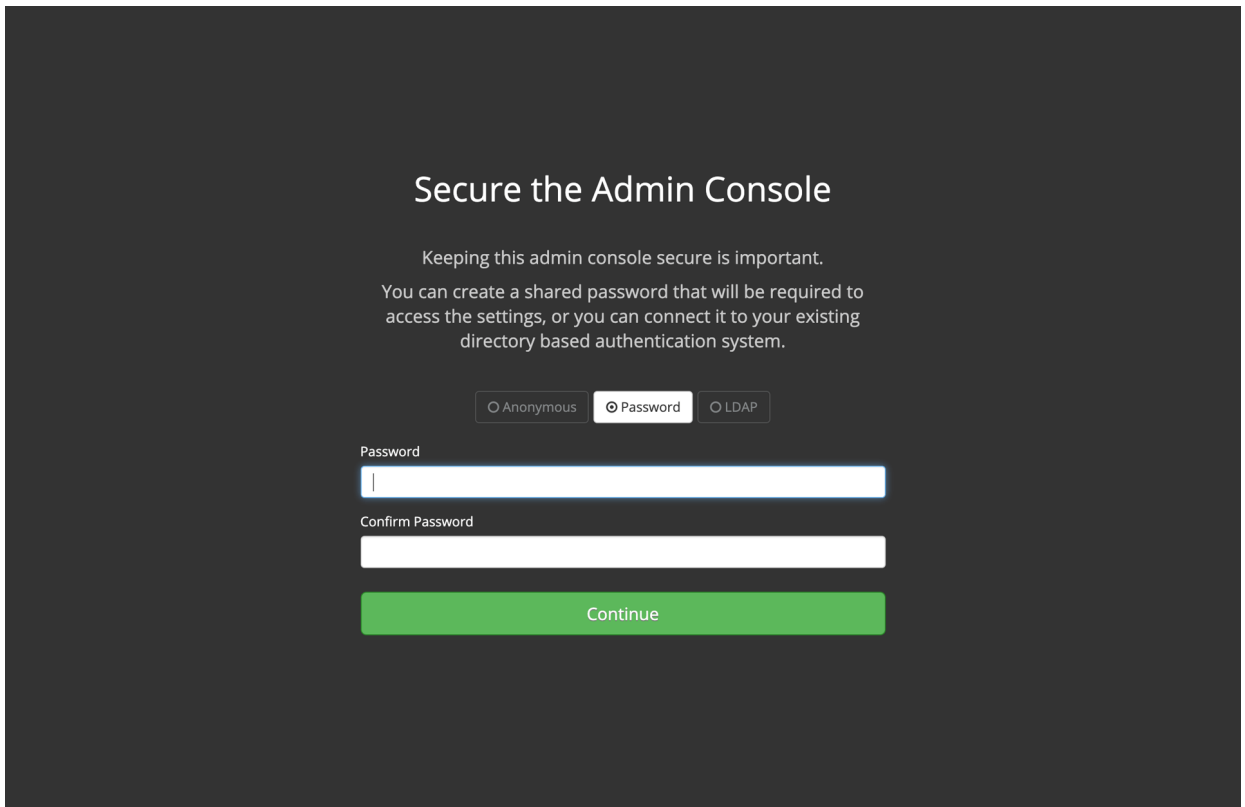 Secure the Admin Console
Keeping this admin console secure is important.
You can create a shared password that will be required to
access the settings, or you can connect it to your existing
directory based authentication system.
Anonymous Password LDAP
Password
Confirm Password
Continue